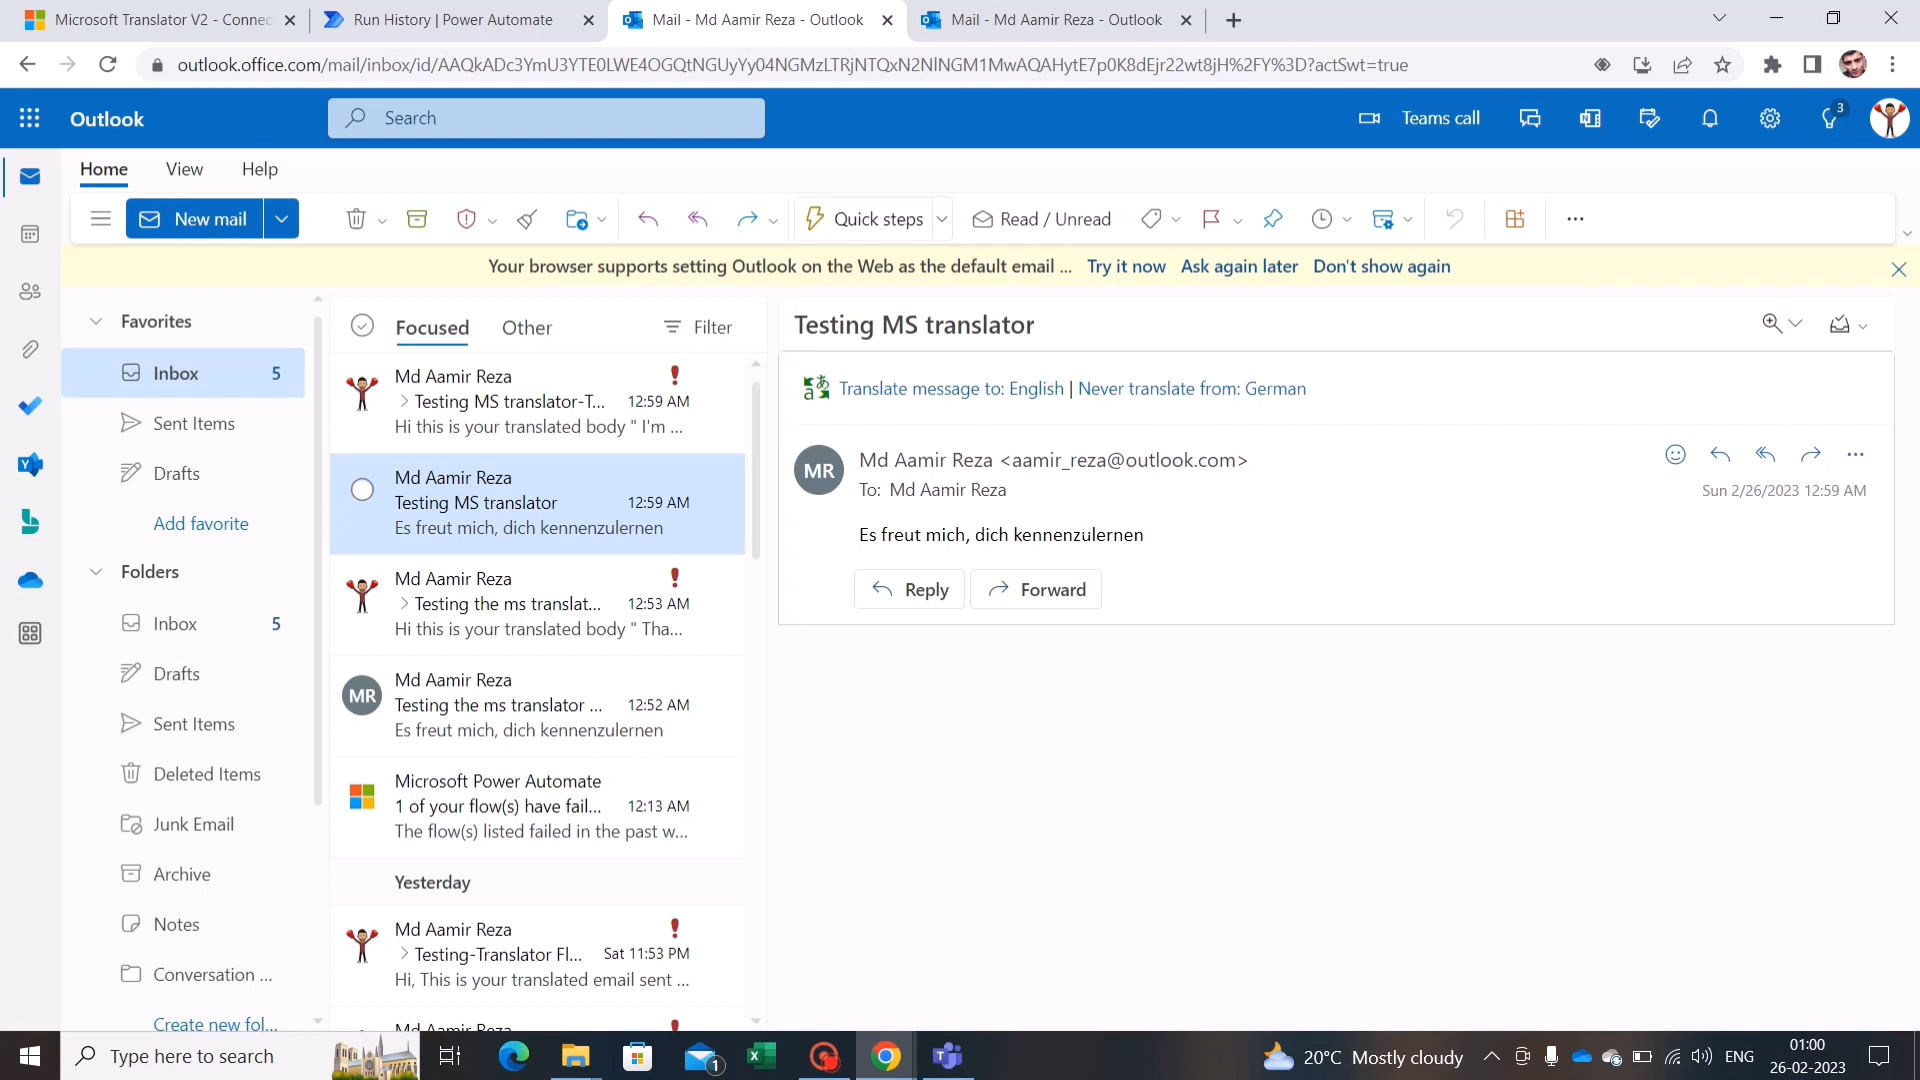 Microsoft Translator V2 - Connec
Run History | Power Automate
Mail - Md Aamir Reza - Outlook
Mail - Md Aamir Reza - Outlook
outlook.office.com/mail/inbox/id/AAQkADc3YmU3YTE0LWE4OGQtNGUyYy04NGMzLTRjNTQxN2NlNGM1MwAQAHytE7p0K8dEjr22wt8jH%2FY%3D?actSwt=true
Outlook
Search
Teams call
3
Home View Help
New mail
Quick steps
Read / Unread
Your browser supports setting Outlook on the Web as the default email ... Try it now Ask again later Don't show again
Favorites
Inbox 5
Sent Items
Drafts
Add favorite
Folders
Inbox 5
Drafts
Sent Items
Deleted Items
Junk Email
Archive
Notes
Conversation ...
Create new fol...
Focused Other Filter
Md Aamir Reza
Testing MS translator-T... 12:59 AM
Hi this is your translated body " I'm ...
Md Aamir Reza
Testing MS translator 12:59 AM
Es freut mich, dich kennenzulernen
Md Aamir Reza
Testing the ms translat... 12:53 AM
Hi this is your translated body " Tha...
MR
Md Aamir Reza
Testing the ms translator ... 12:52 AM
Es freut mich, dich kennenzulernen
Microsoft Power Automate
1 of your flow(s) have fail... 12:13 AM
The flow(s) listed failed in the past w...
Yesterday
Md Aamir Reza
Testing-Translator Fl... Sat 11:53 PM
Hi, This is your translated email sent ...
Md Aamir Reza
Testing MS translator
Translate message to: English | Never translate from: German
MR
Md Aamir Reza <aamir_reza@outlook.com>
To: Md Aamir Reza
Sun 2/26/2023 12:59 AM
Es freut mich, dich kennenzulernen
Reply
Forward
Type here to search
1
20°C Mostly cloudy
ENG
01:00
26-02-2023